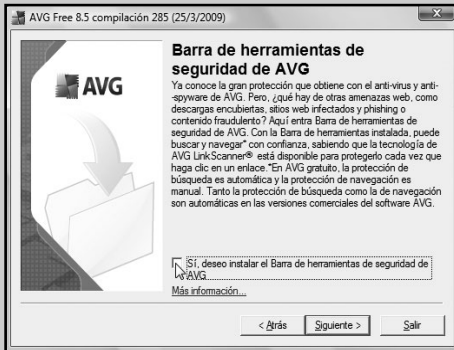 AVG Free 8.5 compilación 285 (25/3/2009)
AVG
Barra de herramientas de
seguridad de AVG
Ya conoce la gran protección que obtiene con el anti-virus y anti-
-spyware de AVG. Pero, ¿qué hay de otras amenazas web, como
descargas encubiertas, sitios web infectados y phishing o
contenido fraudulento? Aquí entra Barra de herramientas de
seguridad de AVG. Con la Barra de herramientas instalada, puede
buscar y navegar* con confianza, sabiendo que la tecnología de
AVG LinkScanner® está disponible para protegerlo cada vez que
haga clic en un enlace.*En AVG gratuito, la protección de
búsqueda es automática y la protección de navegación es
manual. Tanto la protección de búsqueda como la de navegación
son automáticas en las versiones comerciales del software AVG.
Sí, deseo instalar el Barra de herramientas de seguridad de
AVG
Más información...
< Atrás Siguiente > Salir